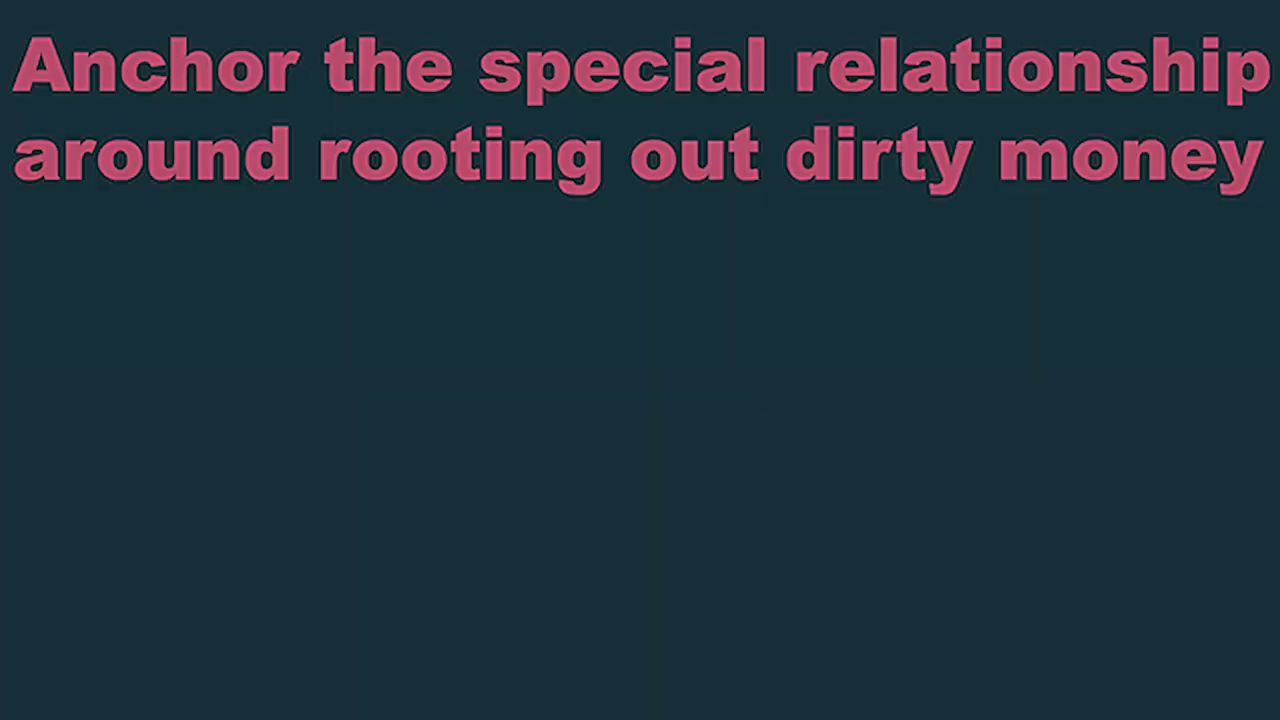 Anchor the special relationship
around rooting out dirty money